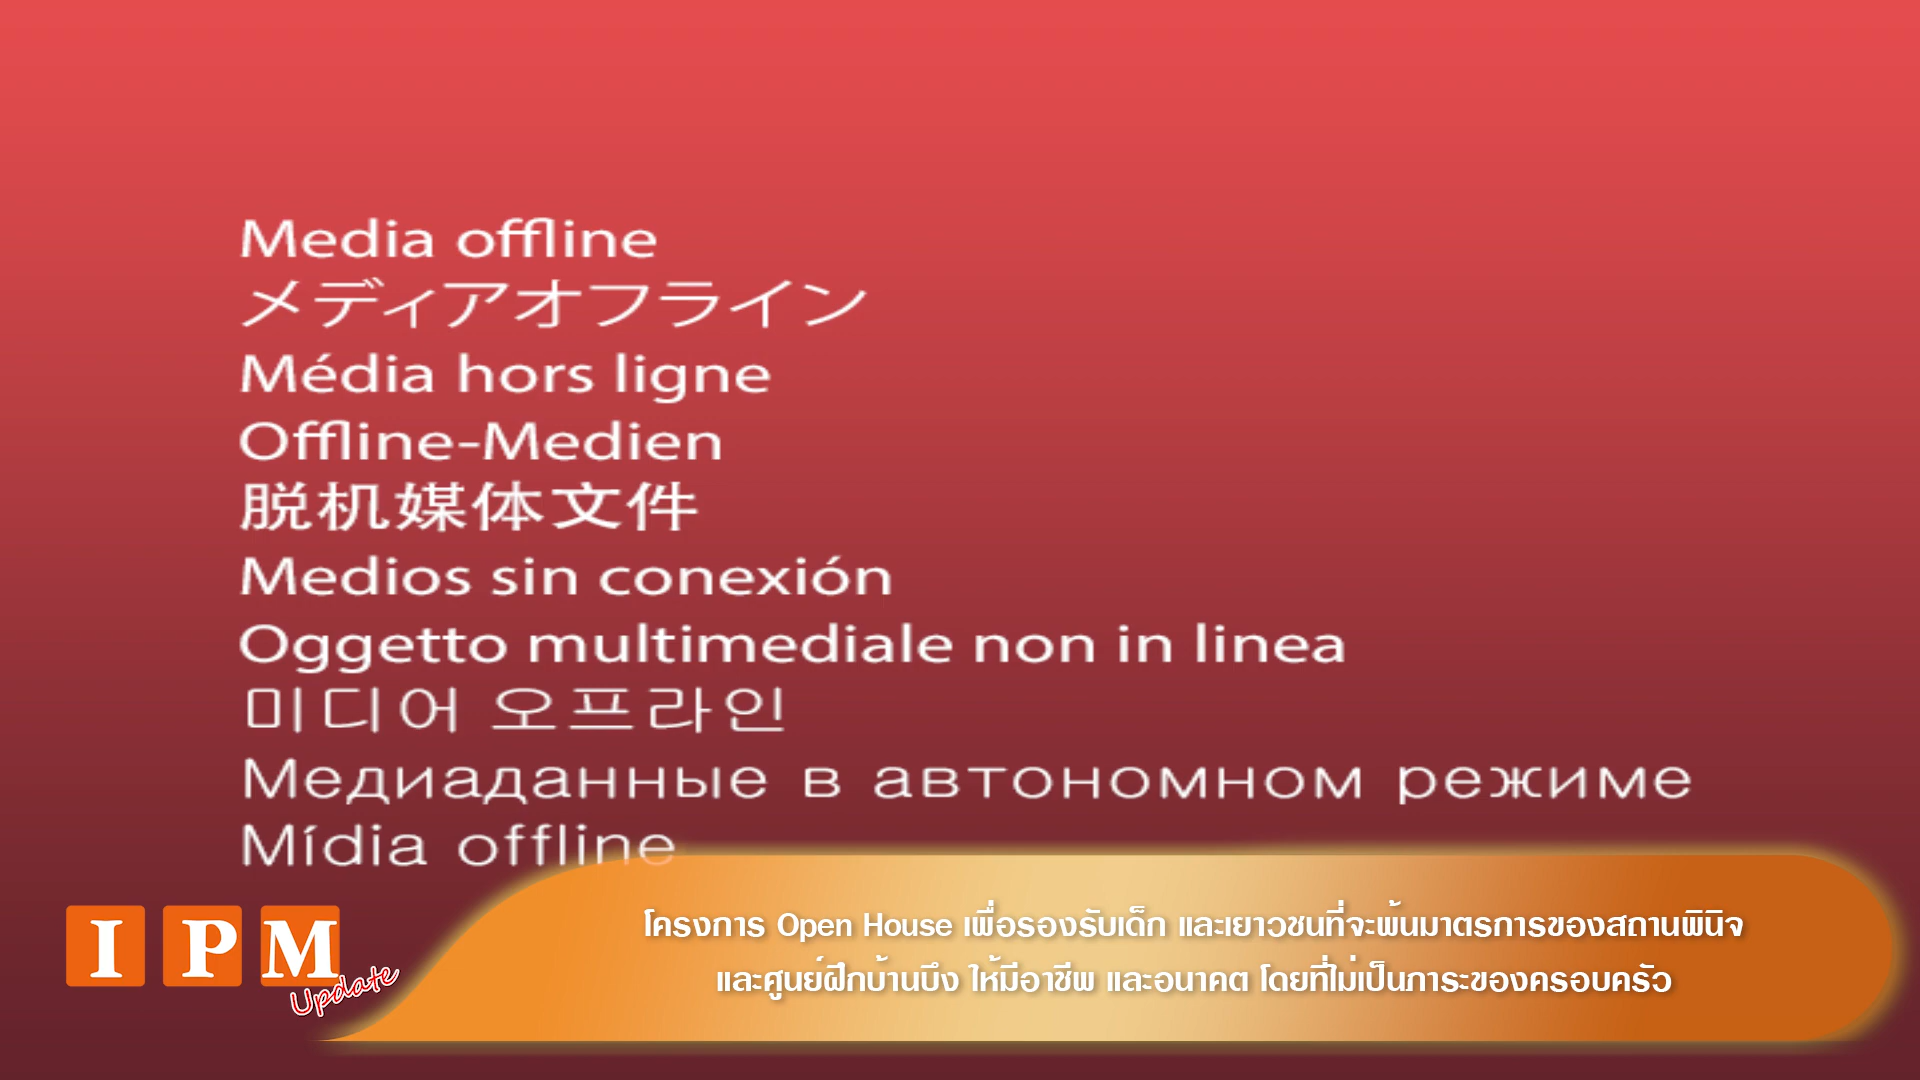 Media offline
メディアオフライン
Média hors ligne
Offline-Medien
脱机媒体文件
Medios sin conexión
Oggetto multimediale non in linea
미디어 오프라인
Медиаданные в автономном режиме
Mídia offline
IPM
Update
โครงการ Open House เพื่อรองรับเด็ก และเยาวชนที่จะพ้นมาตรการของสถานพินิจ
และศูนย์ฝึกบ้านบึง ให้มีอาชีพ และอนาคต โดยที่ไม่เป็นภาระของครอบครัว